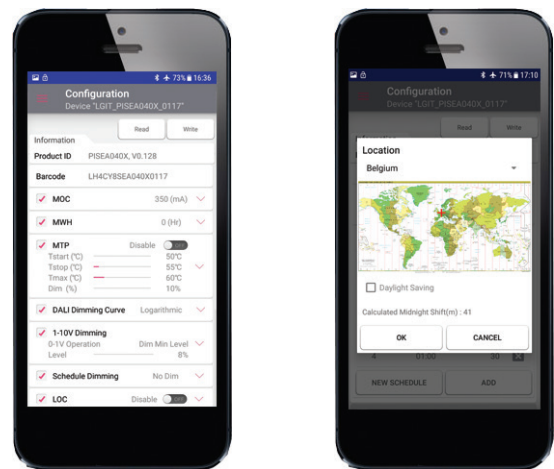 73% 16:36
Configuration
Device "LGIT_PISEA040X_0117"
Read Write
Information
Product ID PISEA040X, V0.128
Barcode LH4CY8SEA040X0117
MOC 350 (mA)
MWH 0 (Hr)
MTP Disable OFF
Tstart (℃) 50℃
Tstop (℃) 55℃
Tmax (℃) 60℃
Dim (%) 10%
DALI Dimming Curve Logarithmic
1-10V Dimming
0-1V Operation Dim Min Level
Level 8%
Schedule Dimming No Dim
LOC Disable OFF
71% 17:10
Configuration
Device "LGIT_PISEA040X_0117"
Read Write
Location
Belgium
Daylight Saving
Calculated Midnight Shift(m) : 41
OK CANCEL
4 01:00 30
NEW SCHEDULE ADD